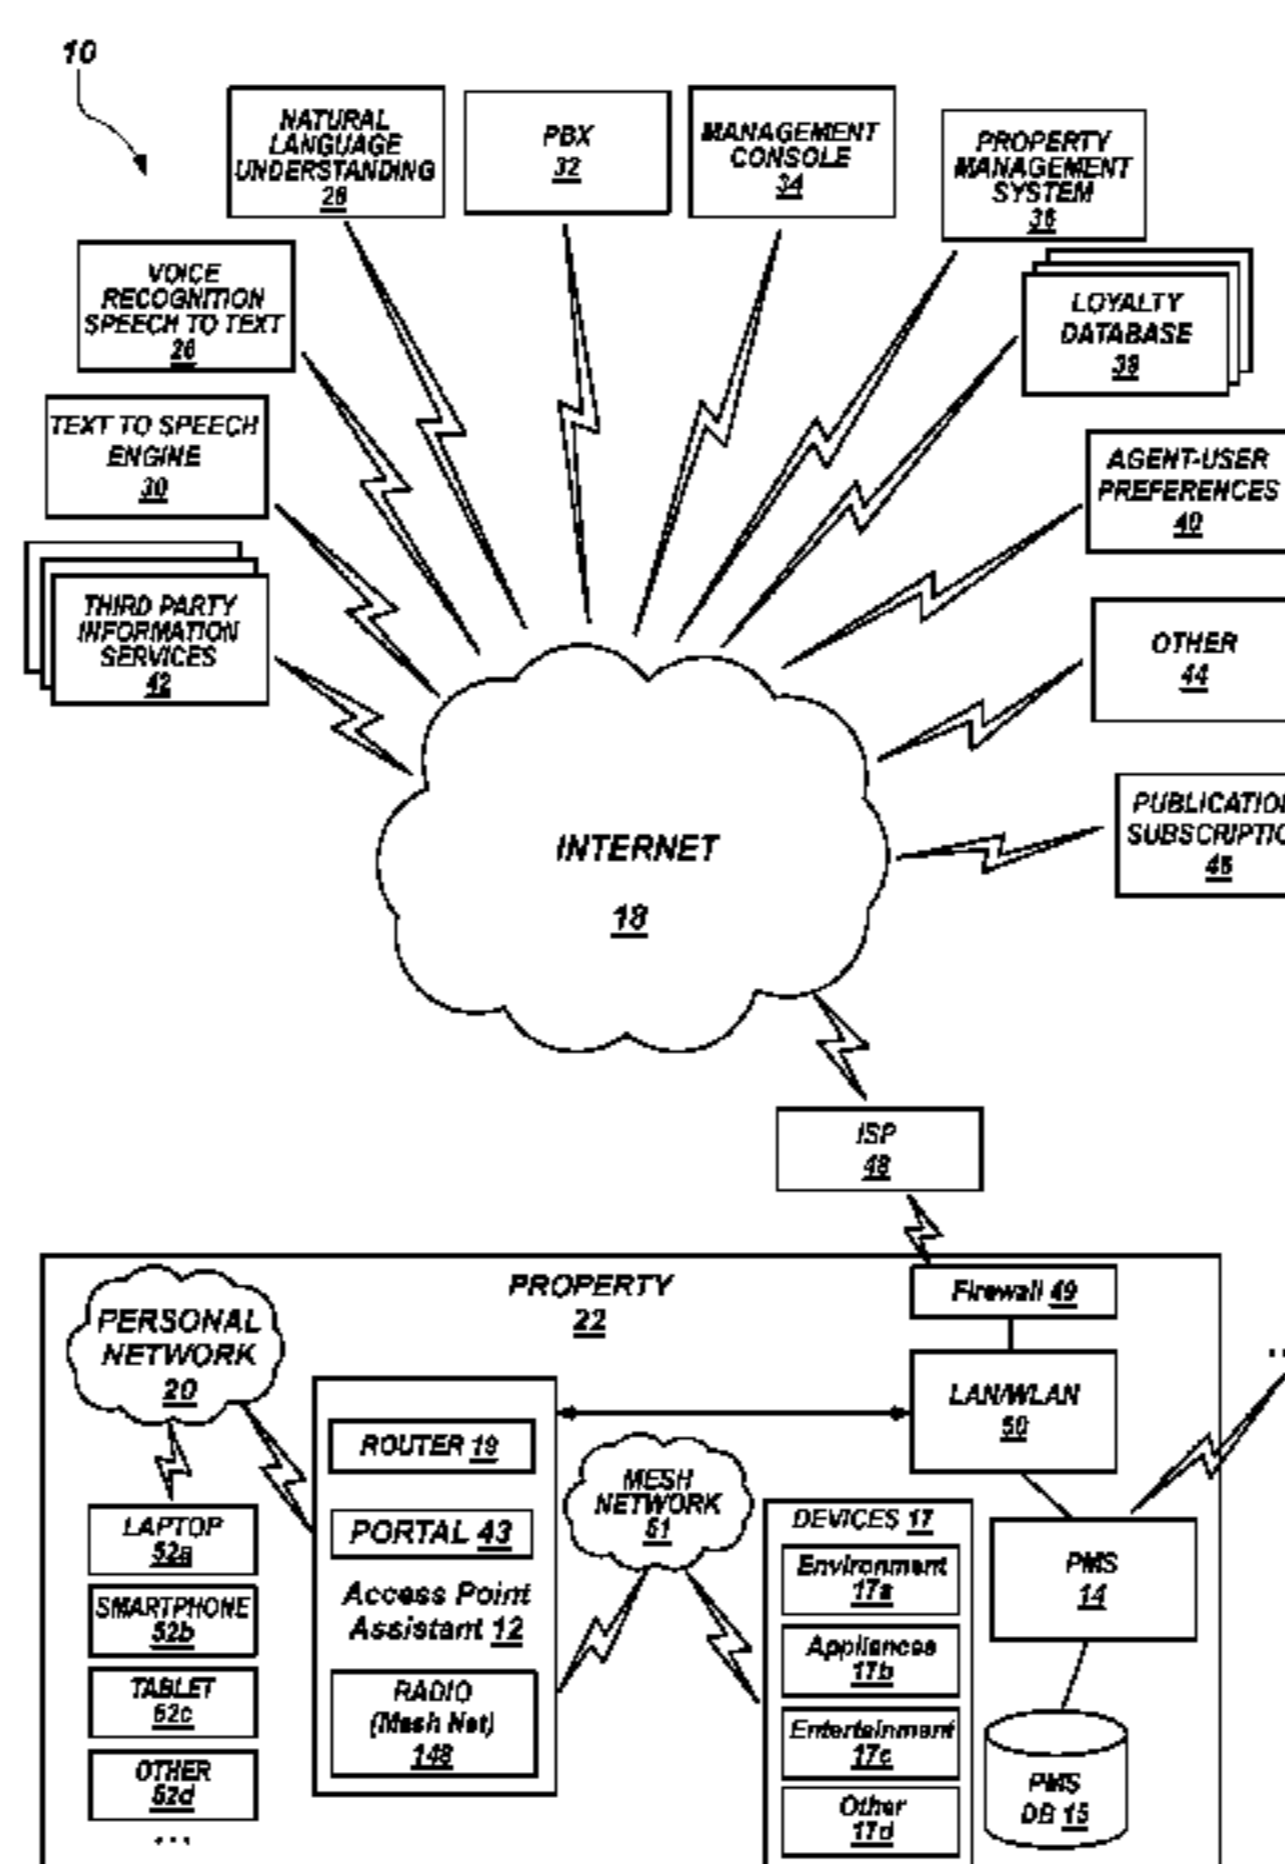 10
NATURAL
LANGUAGE
UNDERSTANDING
28
PBX
32
MANAGEMENT
CONSOLE
34
PROPERTY
MANAGEMENT
SYSTEM
36
VOICE
RECOGNITION
SPEECH TO TEXT
26
LOYALTY
DATABASE
38
TEXT TO SPEECH
ENGINE
30
AGENT-USER
PREFERENCES
40
THIRD PARTY
INFORMATION
SERVICES
42
OTHER
44
PUBLICATION
SUBSCRIPTIO
46
INTERNET
18
ISP
48
PROPERTY
22
Firewall 49
PERSONAL
NETWORK
20
LAN/WLAN
50
ROUTER 19
PORTAL 43
Access Point
Assistant 12
RADIO
(Mesh Net)
148
MESH
NETWORK
51
LAPTOP
52a
SMARTPHONE
52b
TABLET
52c
OTHER
52d
...
DEVICES 17
Environment
17a
Appliances
17b
Entertainment
17c
Other
17d
PMS
14
PMS
DB 15